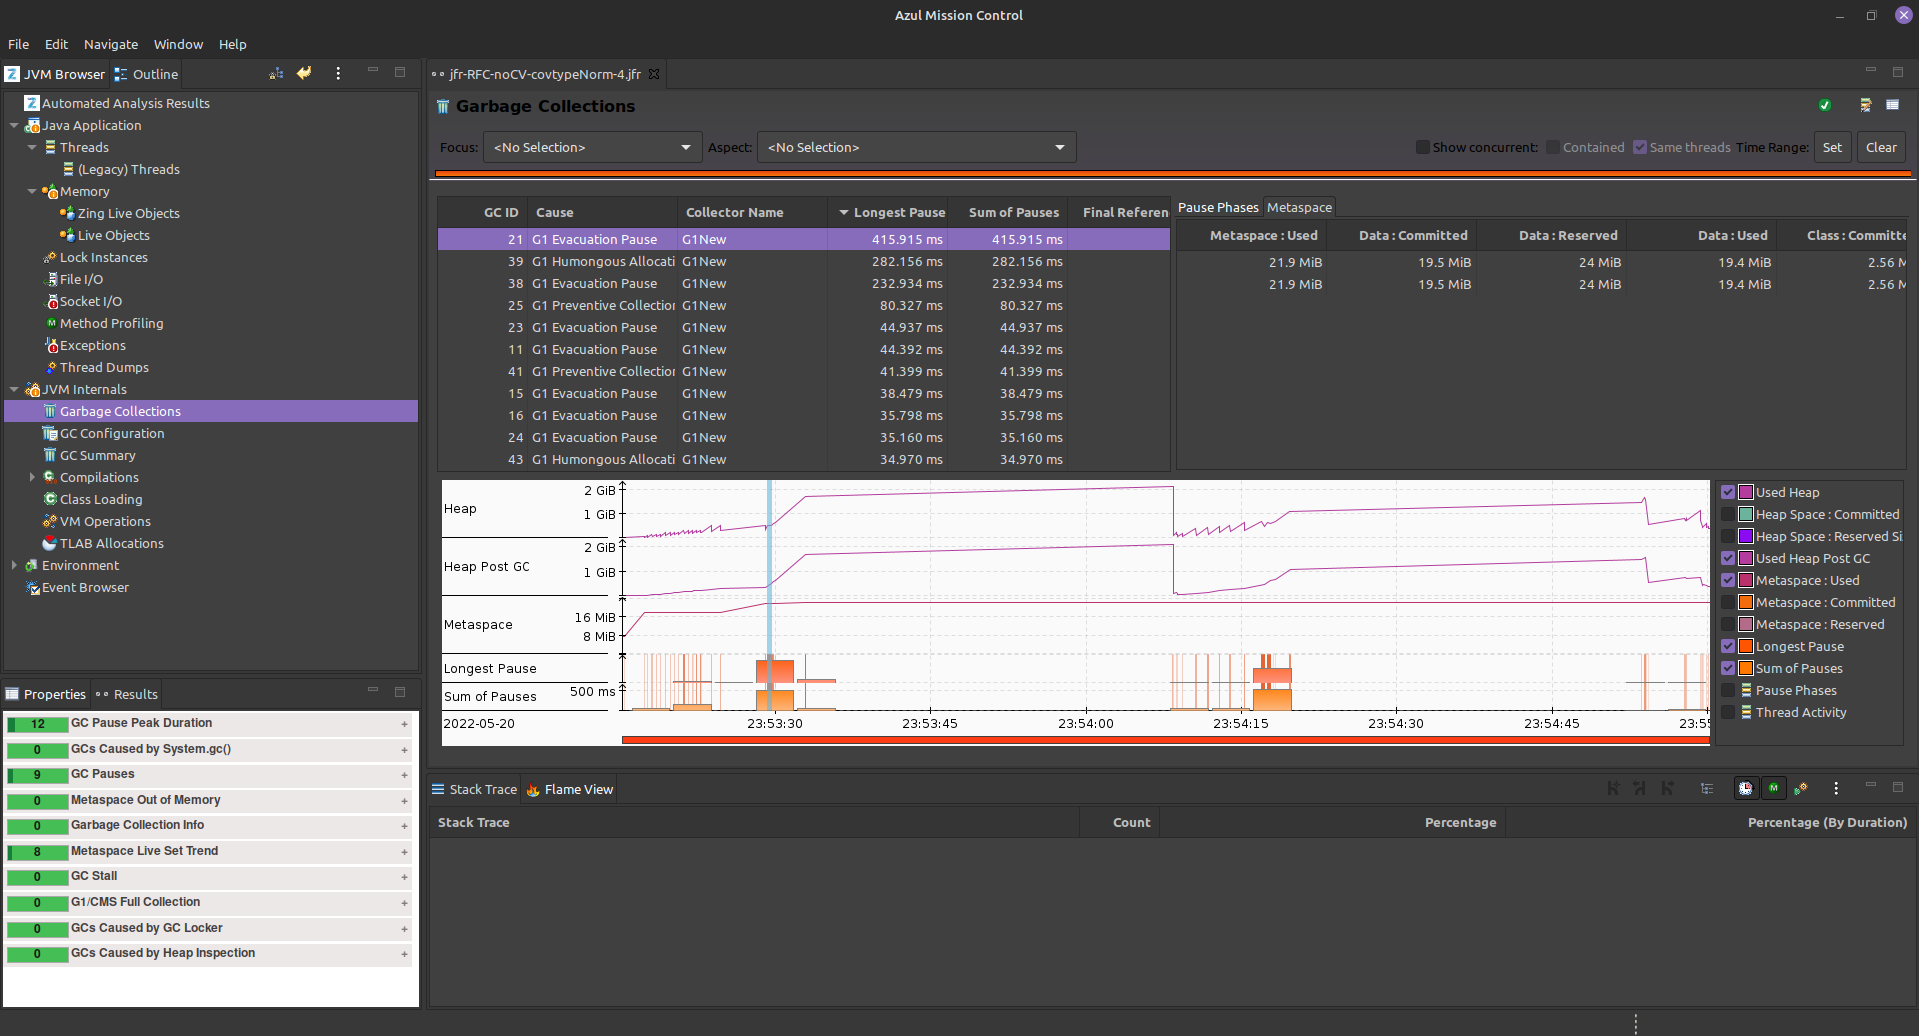 Azul Mission Control
File Edit Navigate Window Help
JVM Browser Outline
Automated Analysis Results
Java Application
Threads
(Legacy) Threads
Memory
Zing Live Objects
Live Objects
Lock Instances
File I/O
Socket I/O
Method Profiling
Exceptions
Thread Dumps
JVM Internals
Garbage Collections
GC Configuration
GC Summary
Compilations
Class Loading
VM Operations
TLAB Allocations
Environment
Event Browser
Properties Results
12 GC Pause Peak Duration +
0 GCs Caused by System.gc() +
9 GC Pauses +
0 Metaspace Out of Memory +
0 Garbage Collection Info +
8 Metaspace Live Set Trend +
0 GC Stall +
0 G1/CMS Full Collection +
0 GCs Caused by GC Locker +
0 GCs Caused by Heap Inspection +
jfr-RFC-noCV-covtypeNorm-4.jfr
Garbage Collections
Focus: <No Selection> Aspect: <No Selection> Show concurrent: Contained Same threads Time Range: Set Clear
GC ID Cause Collector Name Longest Pause Sum of Pauses Final Referen
21 G1 Evacuation Pause G1New 415.915 ms 415.915 ms
39 G1 Humongous Allocati G1New 282.156 ms 282.156 ms
38 G1 Evacuation Pause G1New 232.934 ms 232.934 ms
25 G1 Preventive Collection G1New 80.327 ms 80.327 ms
23 G1 Evacuation Pause G1New 44.937 ms 44.937 ms
11 G1 Evacuation Pause G1New 44.392 ms 44.392 ms
41 G1 Preventive Collection G1New 41.399 ms 41.399 ms
15 G1 Evacuation Pause G1New 38.479 ms 38.479 ms
16 G1 Evacuation Pause G1New 35.798 ms 35.798 ms
24 G1 Evacuation Pause G1New 35.160 ms 35.160 ms
43 G1 Humongous Allocati G1New 34.970 ms 34.970 ms
Pause Phases Metaspace
Metaspace : Used Data : Committed Data : Reserved Data : Used Class : Committe
21.9 MiB 19.5 MiB 24 MiB 19.4 MiB 2.56 M
21.9 MiB 19.5 MiB 24 MiB 19.4 MiB 2.56 M
2 GiB
Heap
1 GiB
2 GiB
Heap Post GC
1 GiB
16 MiB
Metaspace
8 MiB
Longest Pause
Sum of Pauses 500 ms
2022-05-20 23:53:30 23:53:45 23:54:00 23:54:15 23:54:30 23:54:45 23:55
Used Heap
Heap Space : Committed
Heap Space : Reserved Si
Used Heap Post GC
Metaspace : Used
Metaspace : Committed
Metaspace : Reserved
Longest Pause
Sum of Pauses
Pause Phases
Thread Activity
Stack Trace Flame View
Stack Trace Count Percentage Percentage (By Duration)